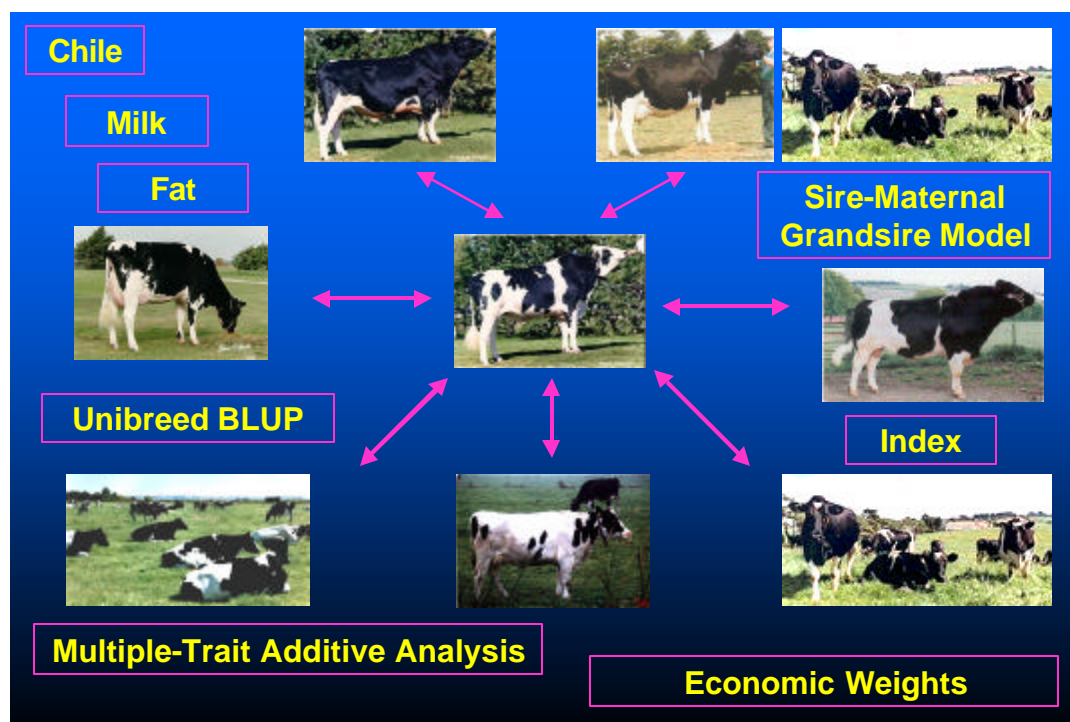 Chile
Milk
Fat
Sire-Maternal
Grandsire Model
Unibreed BLUP
Index
Multiple-Trait Additive Analysis
Economic Weights